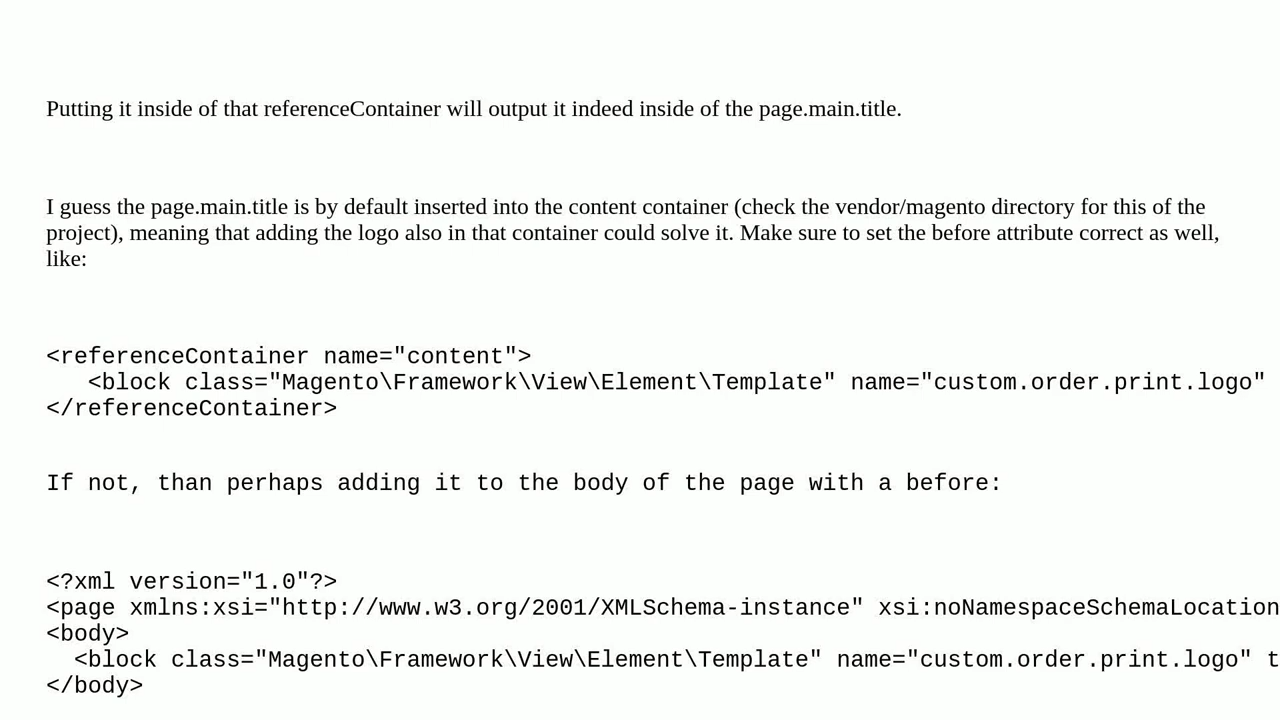 Putting it inside of that referenceContainer will output it indeed inside of the page.main.title.
I guess the page.main.title is by default inserted into the content container (check the vendor/magento directory for this of the
project), meaning that adding the logo also in that container could solve it. Make sure to set the before attribute correct as well,
like:
<referenceContainer name="content">
   <block class="Magento\Framework\View\Element\Template" name="custom.order.print.logo"
</referenceContainer>
If not, than perhaps adding it to the body of the page with a before:
<?xml version="1.0"?>
<page xmlns:xsi="http://www.w3.org/2001/XMLSchema-instance" xsi:noNamespaceSchemaLocation
<body>
  <block class="Magento\Framework\View\Element\Template" name="custom.order.print.logo" t
</body>